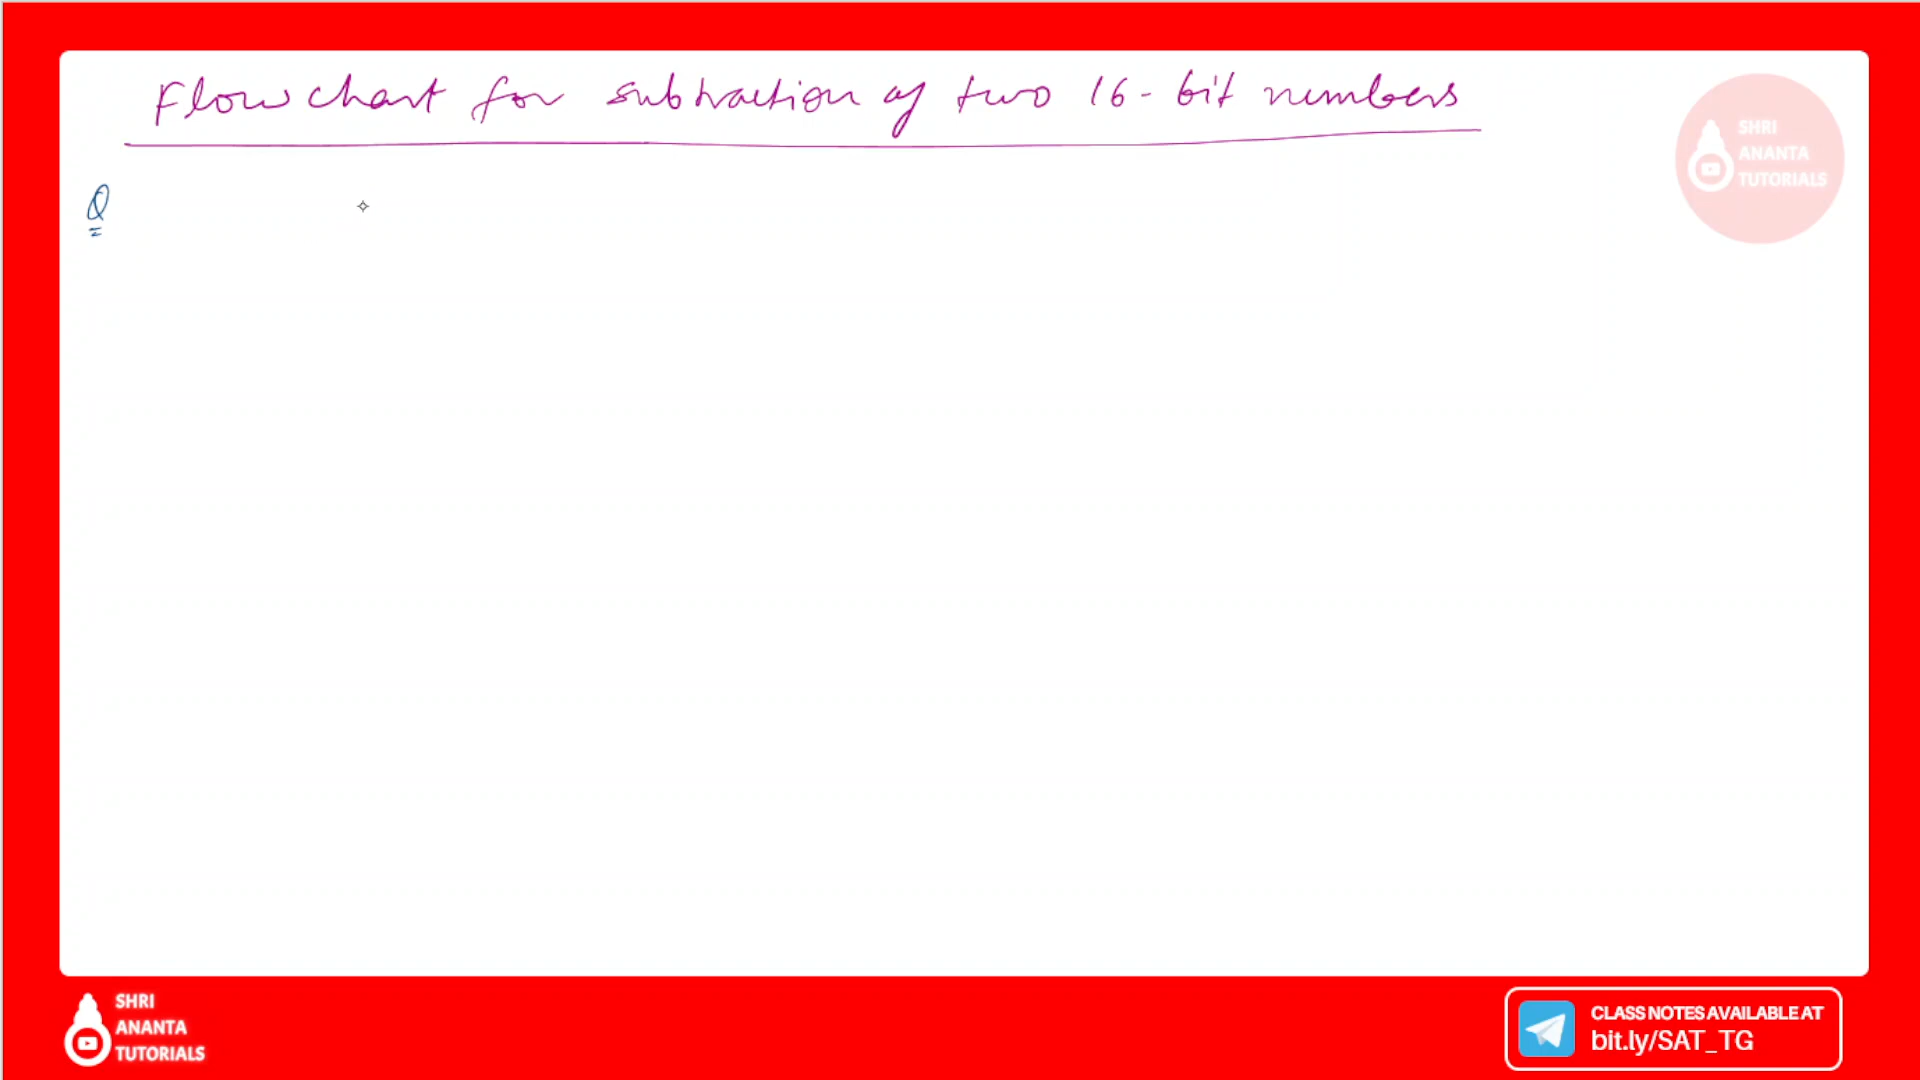 Flow chart for subtraction of two 16-bit numbers
SHRI
ANANTA
TUTORIALS
Q
SHRI
ANANTA
TUTORIALS
CLASS NOTES AVAILABLE AT
bit.ly/SAT_TG